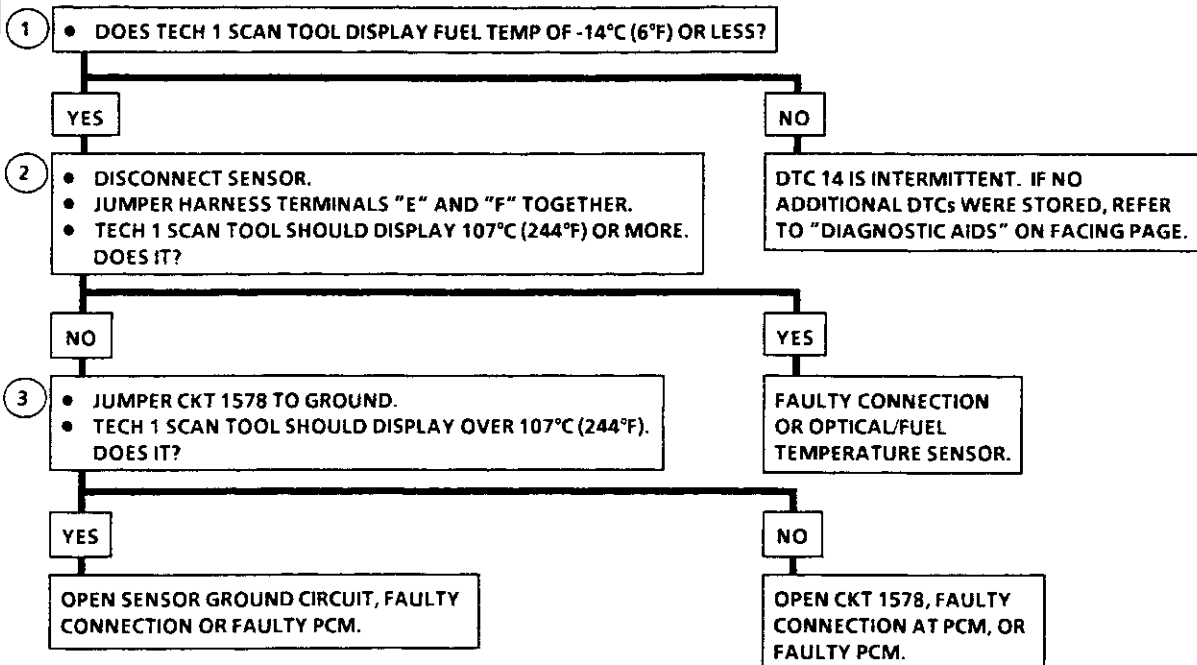 1
• DOES TECH 1 SCAN TOOL DISPLAY FUEL TEMP OF -14°C (6°F) OR LESS?
YES
NO
2
• DISCONNECT SENSOR.
• JUMPER HARNESS TERMINALS "E" AND "F" TOGETHER.
• TECH 1 SCAN TOOL SHOULD DISPLAY 107°C (244°F) OR MORE.
DOES IT?
DTC 14 IS INTERMITTENT. IF NO
ADDITIONAL DTCs WERE STORED, REFER
TO "DIAGNOSTIC AIDS" ON FACING PAGE.
NO
YES
3
• JUMPER CKT 1578 TO GROUND.
• TECH 1 SCAN TOOL SHOULD DISPLAY OVER 107°C (244°F).
DOES IT?
FAULTY CONNECTION
OR OPTICAL/FUEL
TEMPERATURE SENSOR.
YES
NO
OPEN SENSOR GROUND CIRCUIT, FAULTY
CONNECTION OR FAULTY PCM.
OPEN CKT 1578, FAULTY
CONNECTION AT PCM, OR
FAULTY PCM.